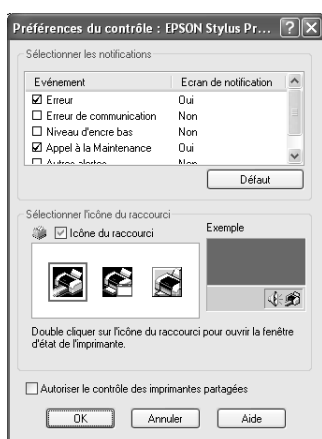 Préférences du contrôle : EPSON Stylus Pr...
Sélectionner les notifications
Evénement Ecran de notification
Erreur Oui
Erreur de communication Non
Niveau d'encre bas Non
Appel à la Maintenance Oui
Autres alertes Non
Défaut
Sélectionner l'icône du raccourci
Icône du raccourci
Exemple
Double cliquer sur l'icône du raccourci pour ouvrir la fenêtre
d'état de l'imprimante.
Autoriser le contrôle des imprimantes partagées
OK Annuler Aide